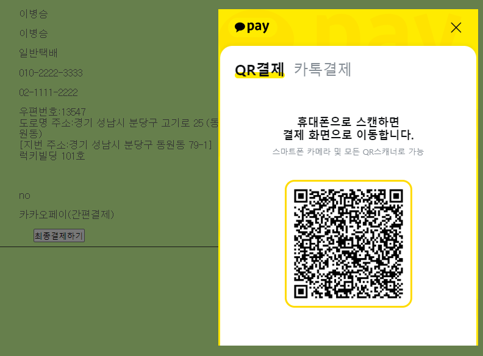 이병승
이병승
일반택배
010-2222-3333
02-1111-2222
우편번호:13547
도로명 주소:경기 성남시 분당구 고기로 25 (동
원동)
[지번 주소:경기 성남시 분당구 동원동 79-1]
럭키빌딩 101호
no
카카오페이(간편결제)
최종결제하기
pay
pay
QR결제 카톡결제
휴대폰으로 스캔하면
결제 화면으로 이동합니다.
스마트폰 카메라 및 모든 QR스캐너로 가능